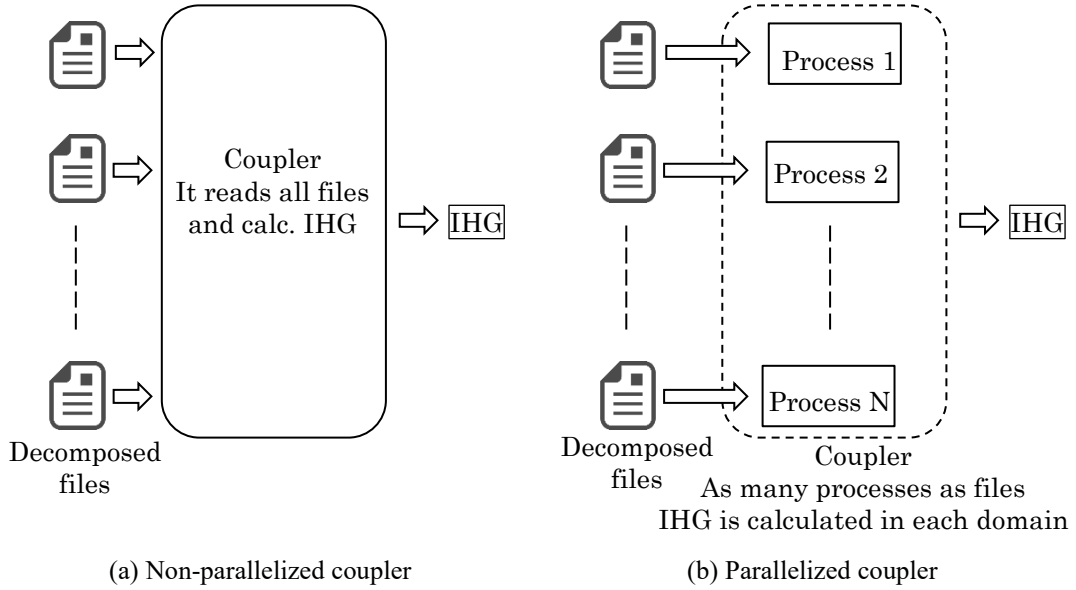 Coupler
It reads all files
and calc. IHG
IHG
Decomposed
files
(a) Non-parallelized coupler
Process 1
Process 2
Process N
IHG
Decomposed
files
Coupler
As many processes as files
IHG is calculated in each domain
(b) Parallelized coupler